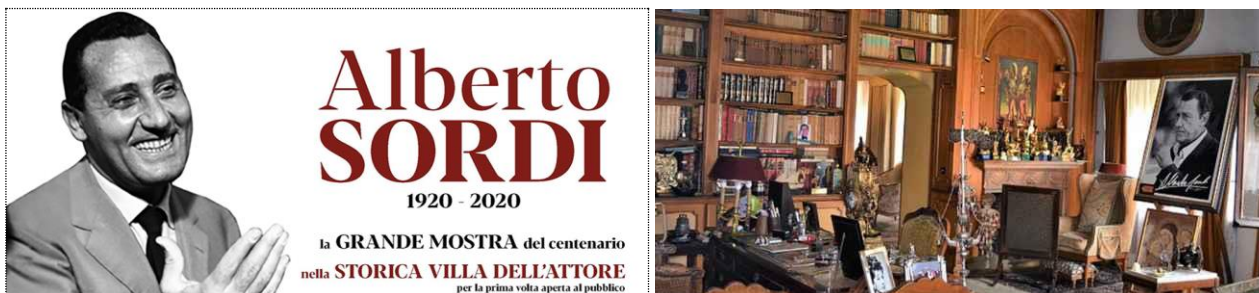 Alberto
SORDI
1920 - 2020
la GRANDE MOSTRA del centenario
nella STORICA VILLA DELL'ATTORE
per la prima volta aperta al pubblico